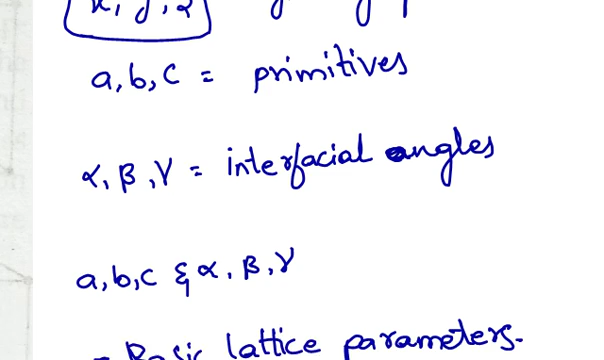 x, y, z
a, b, c = primitives
α, β, γ = interfacial angles
a, b, c & α, β, γ
= Basic lattice parameters.